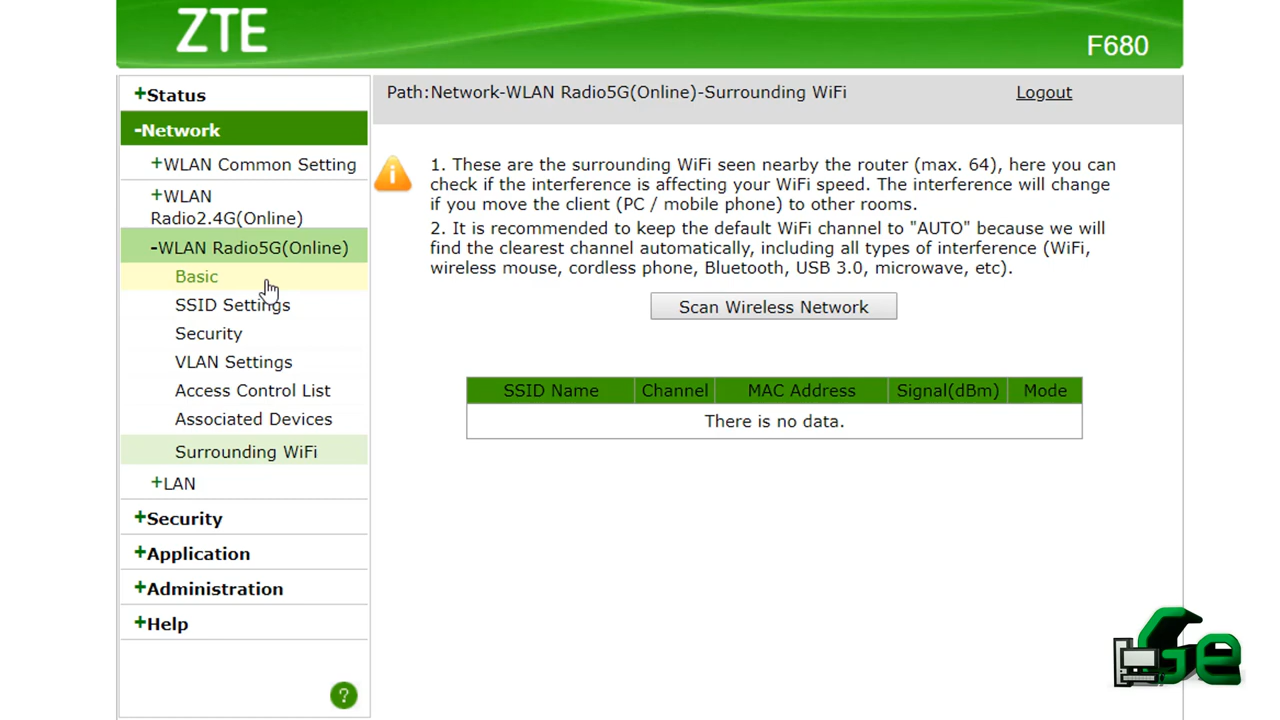 ZTE
F680
+Status
-Network
+WLAN Common Setting
+WLAN
Radio2.4G(Online)
-WLAN Radio5G(Online)
Basic
SSID Settings
Security
VLAN Settings
Access Control List
Associated Devices
Surrounding WiFi
+LAN
+Security
+Application
+Administration
+Help
?
Path:Network-WLAN Radio5G(Online)-Surrounding WiFi
Logout
1. These are the surrounding WiFi seen nearby the router (max. 64), here you can
check if the interference is affecting your WiFi speed. The interference will change
if you move the client (PC / mobile phone) to other rooms.
2. It is recommended to keep the default WiFi channel to "AUTO" because we will
find the clearest channel automatically, including all types of interference (WiFi,
wireless mouse, cordless phone, Bluetooth, USB 3.0, microwave, etc).
Scan Wireless Network
SSID Name Channel MAC Address Signal(dBm) Mode
There is no data.
Ge